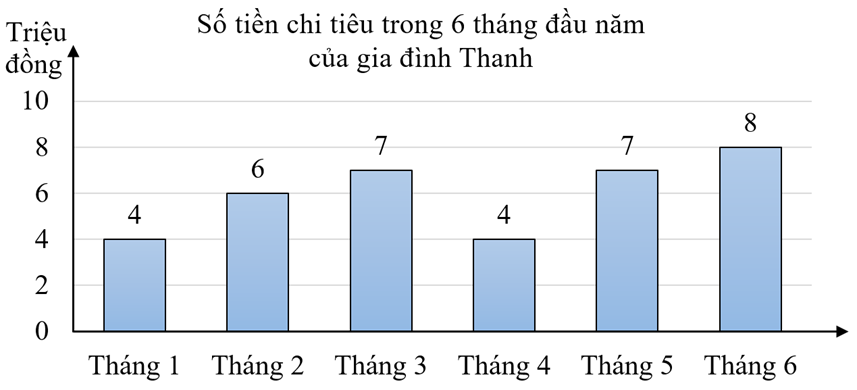 Số tiền chi tiêu trong 6 tháng đầu năm
của gia đình Thanh
Triệu
đồng
10
8
6
4
2
0
4
6
7
4
7
8
Tháng 1
Tháng 2
Tháng 3
Tháng 4
Tháng 5
Tháng 6